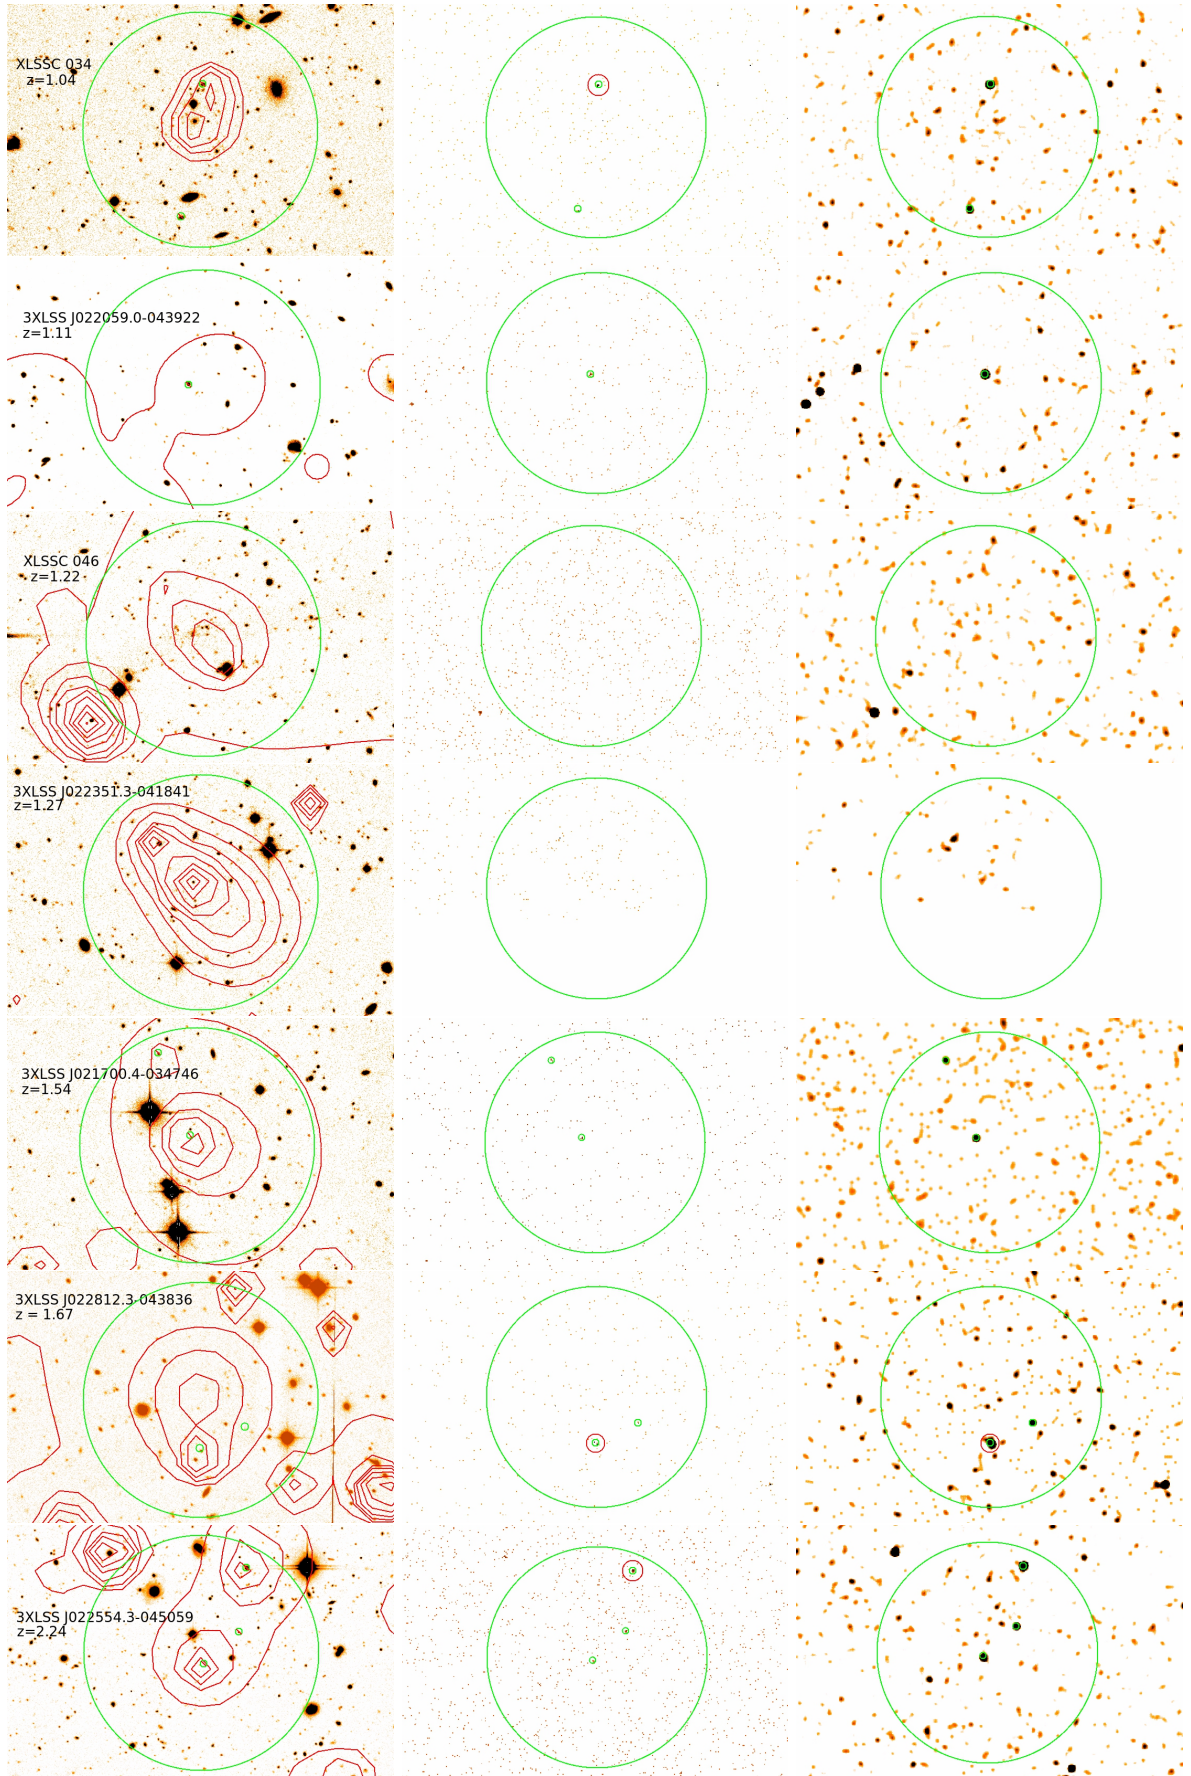 XLSSC 034
z=1.04
3XLSS J022059.0-043922
z=1.11
XLSSC 046
z=1.22
3XLSS J022351.3-041841
z=1.27
3XLSS J021700.4-034746
z=1.54
3XLSS J022812.3-043836
z = 1.67
3XLSS J022554.3-045059
z=2.24